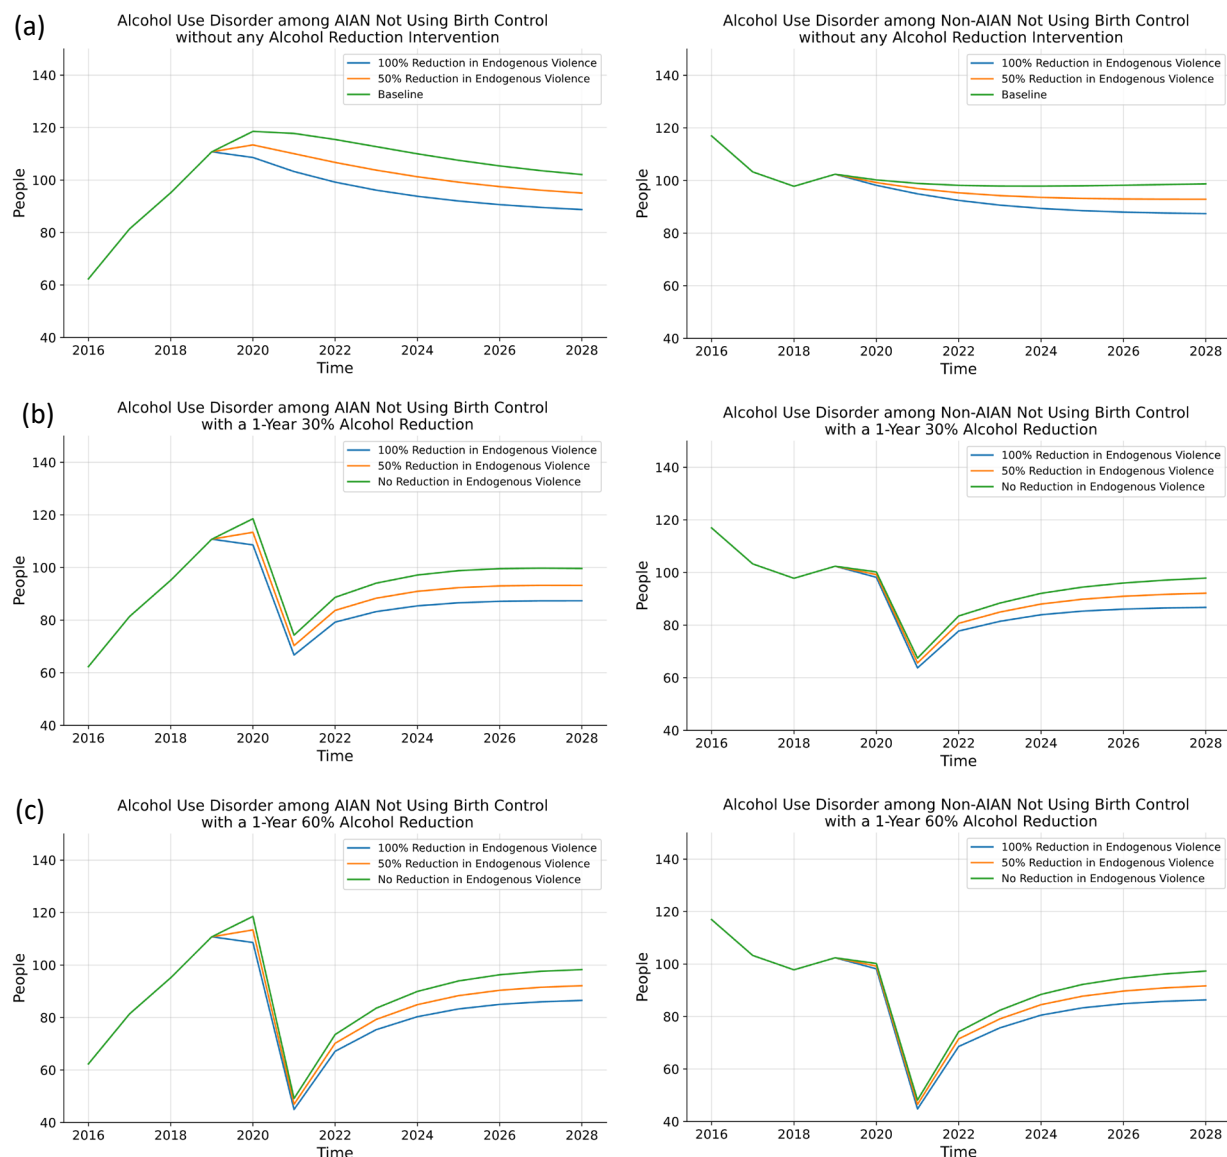 (a)
Alcohol Use Disorder among AIAN Not Using Birth Control
without any Alcohol Reduction Intervention
100% Reduction in Endogenous Violence
50% Reduction in Endogenous Violence
Baseline
People
140
120
100
80
60
40
2016 2018 2020 2022 2024 2026 2028
Time
Alcohol Use Disorder among Non-AIAN Not Using Birth Control
without any Alcohol Reduction Intervention
100% Reduction in Endogenous Violence
50% Reduction in Endogenous Violence
Baseline
People
140
120
100
80
60
40
2016 2018 2020 2022 2024 2026 2028
Time
(b)
Alcohol Use Disorder among AIAN Not Using Birth Control
with a 1-Year 30% Alcohol Reduction
100% Reduction in Endogenous Violence
50% Reduction in Endogenous Violence
No Reduction in Endogenous Violence
People
140
120
100
80
60
40
2016 2018 2020 2022 2024 2026 2028
Time
Alcohol Use Disorder among Non-AIAN Not Using Birth Control
with a 1-Year 30% Alcohol Reduction
100% Reduction in Endogenous Violence
50% Reduction in Endogenous Violence
No Reduction in Endogenous Violence
People
140
120
100
80
60
40
2016 2018 2020 2022 2024 2026 2028
Time
(c)
Alcohol Use Disorder among AIAN Not Using Birth Control
with a 1-Year 60% Alcohol Reduction
100% Reduction in Endogenous Violence
50% Reduction in Endogenous Violence
No Reduction in Endogenous Violence
People
140
120
100
80
60
40
2016 2018 2020 2022 2024 2026 2028
Time
Alcohol Use Disorder among Non-AIAN Not Using Birth Control
with a 1-Year 60% Alcohol Reduction
100% Reduction in Endogenous Violence
50% Reduction in Endogenous Violence
No Reduction in Endogenous Violence
People
140
120
100
80
60
40
2016 2018 2020 2022 2024 2026 2028
Time